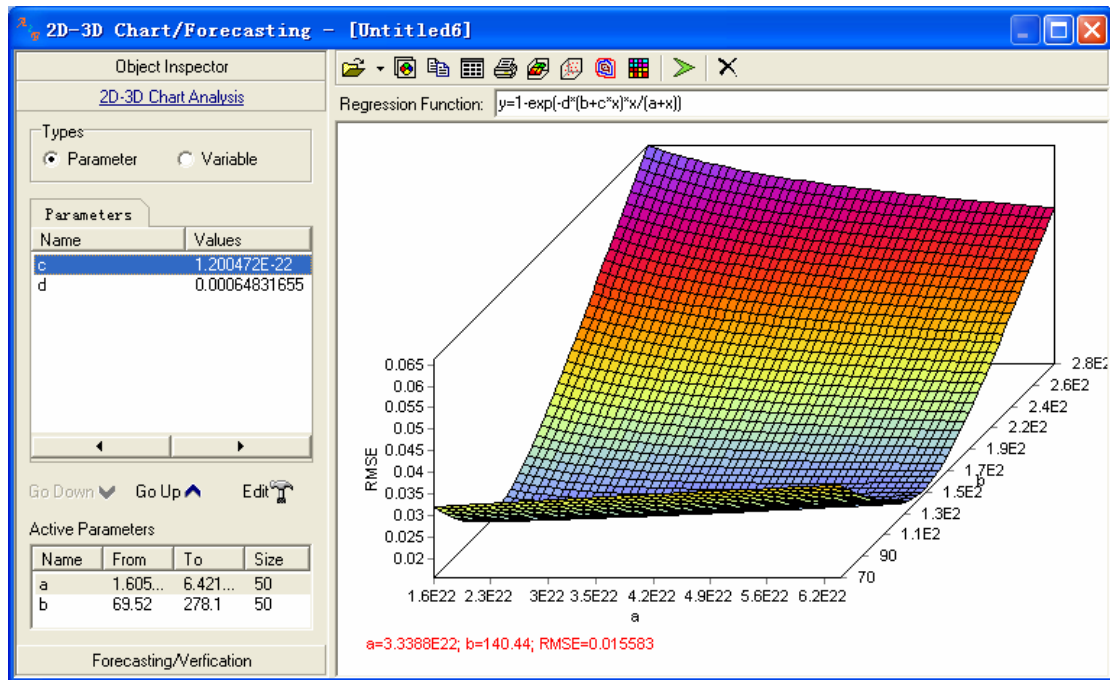 2D-3D Chart/Forecasting - [Untitled6]
Object Inspector
2D-3D Chart Analysis
Types
Parameter Variable
Parameters
Name Values
c 1.200472E-22
d 0.00064831655
Go Down Go Up Edit
Active Parameters
Name From To Size
a 1.605... 6.421... 50
b 69.52 278.1 50
Forecasting/Verfication
Regression Function: y=1-exp(-d*(b+c*x)*x/(a+x))
RMSE
0.065
0.06
0.055
0.05
0.045
0.04
0.035
0.03
0.025
0.02
1.6E22 2.3E22 3E22 3.5E22 4.2E22 4.9E22 5.6E22 6.2E22
a
2.8E2
2.6E2
2.4E2
2.2E2
1.9E2
1.7E2
b
1.5E2
1.3E2
1.1E2
90
70
a=3.3388E22; b=140.44; RMSE=0.015583